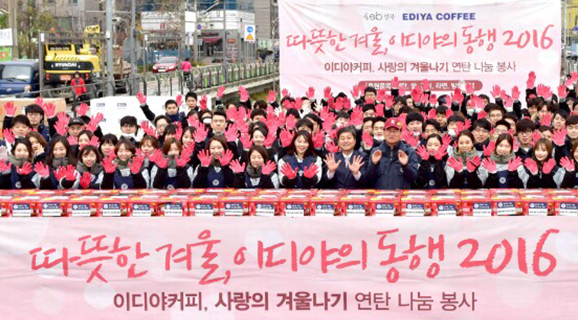 EDIYA COFFEE
따뜻한 겨울, 이디야의 동행 2016
이디야커피, 사랑의 겨울나기 연탄 나눔 봉사
HYUNDAI
따뜻한 겨울, 이디야의 동행 2016
이디야커피, 사랑의 겨울나기 연탄 나눔 봉사